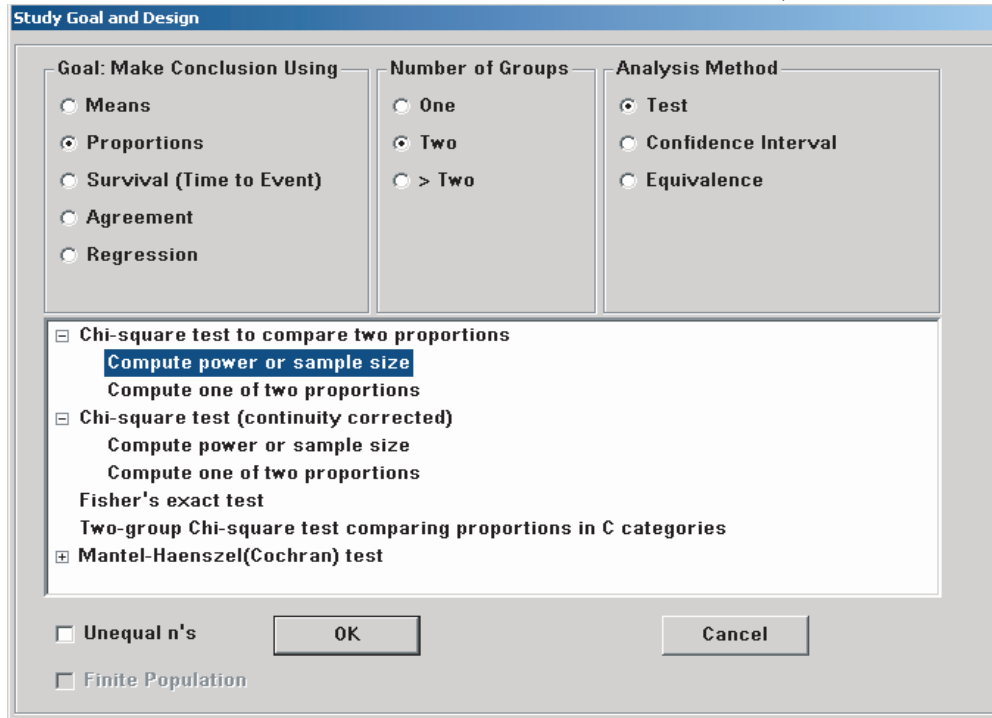 Study Goal and Design
Goal: Make Conclusion Using
Means
Proportions
Survival (Time to Event)
Agreement
Regression
Number of Groups
One
Two
> Two
Analysis Method
Test
Confidence Interval
Equivalence
Chi-square test to compare two proportions
Compute power or sample size
Compute one of two proportions
Chi-square test (continuity corrected)
Compute power or sample size
Compute one of two proportions
Fisher's exact test
Two-group Chi-square test comparing proportions in C categories
Mantel-Haenszel(Cochran) test
Unequal n's
OK
Cancel
Finite Population